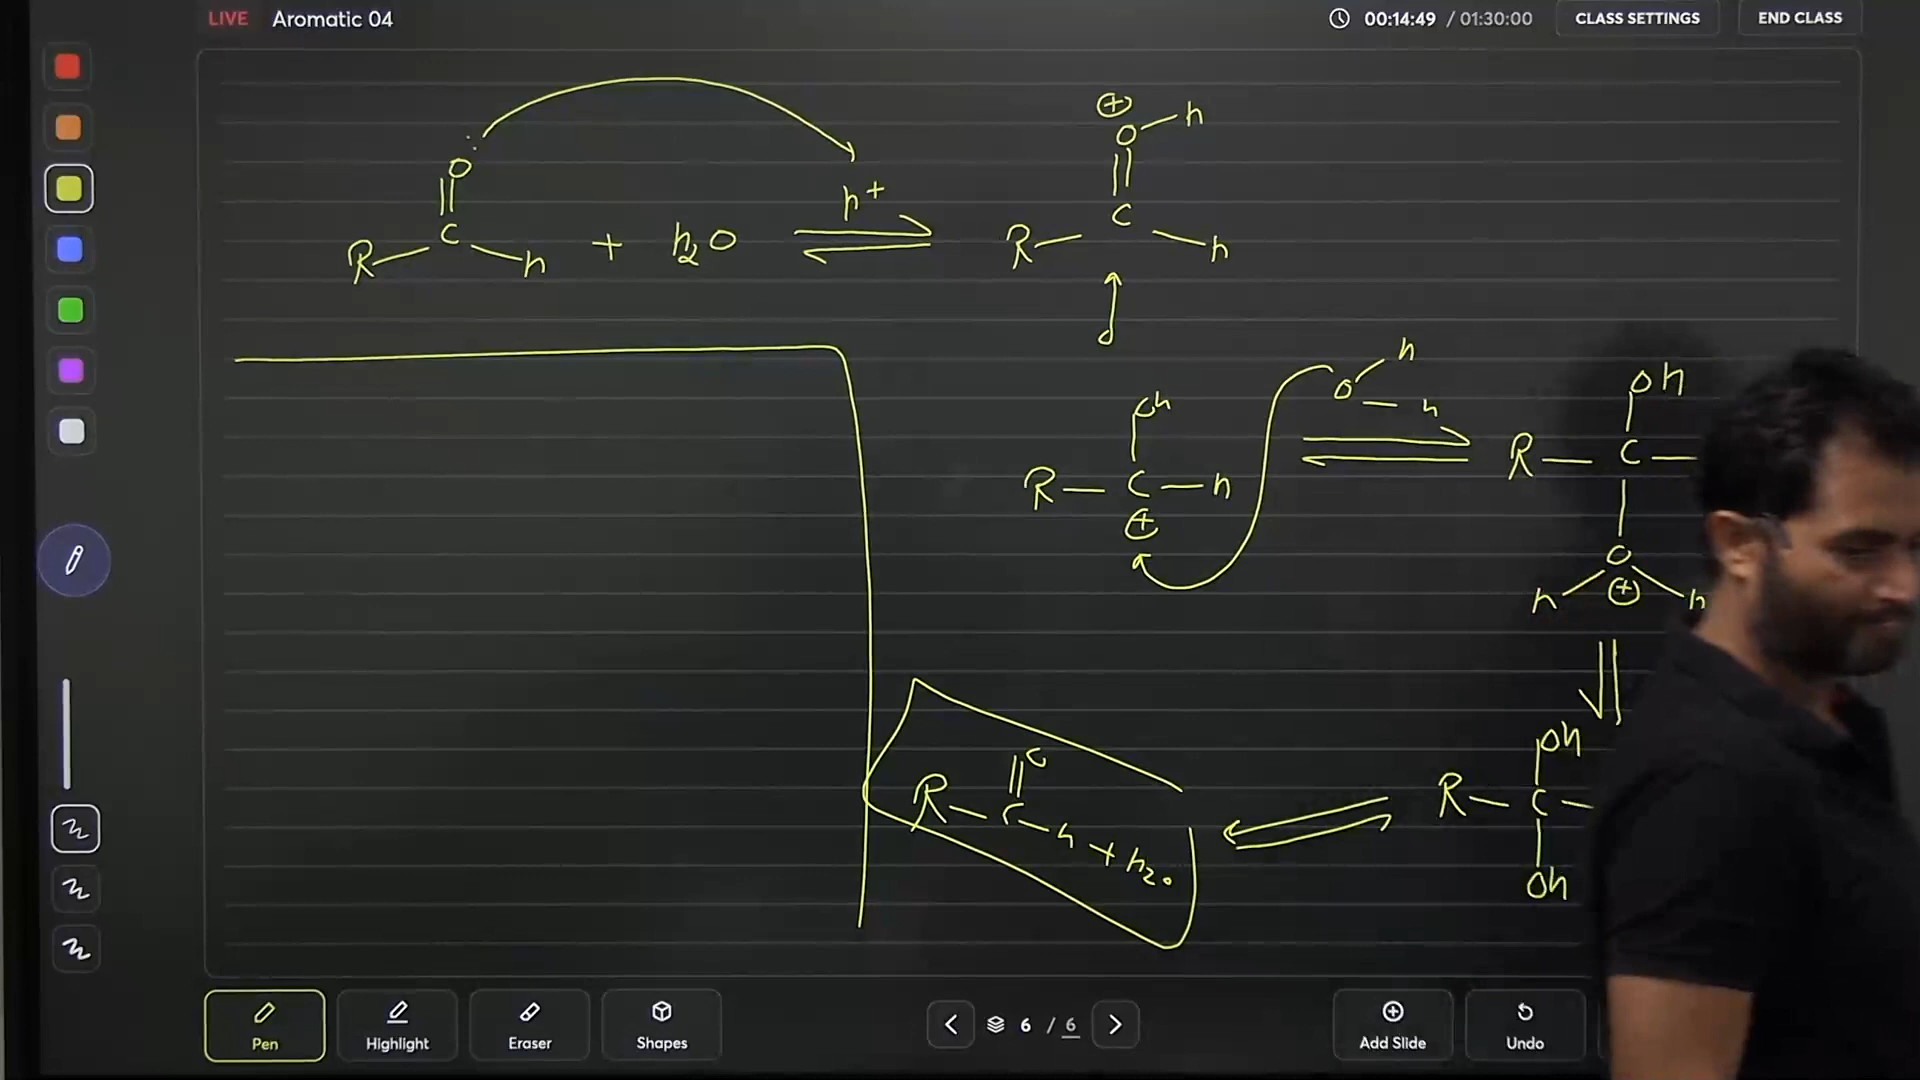 LIVE Aromatic 04 00:14:49 / 01:30:00 CLASS SETTINGS END CLASS
⊕
O h
O
h+
C
R C h + h2O
R h
h
Oh O h
Oh
R C h
R C
⊕
O
h ⊕ h
Oh
O
R C
R C h + h2O
Oh
Pen Highlight Eraser Shapes 6 / 6 Add Slide Undo